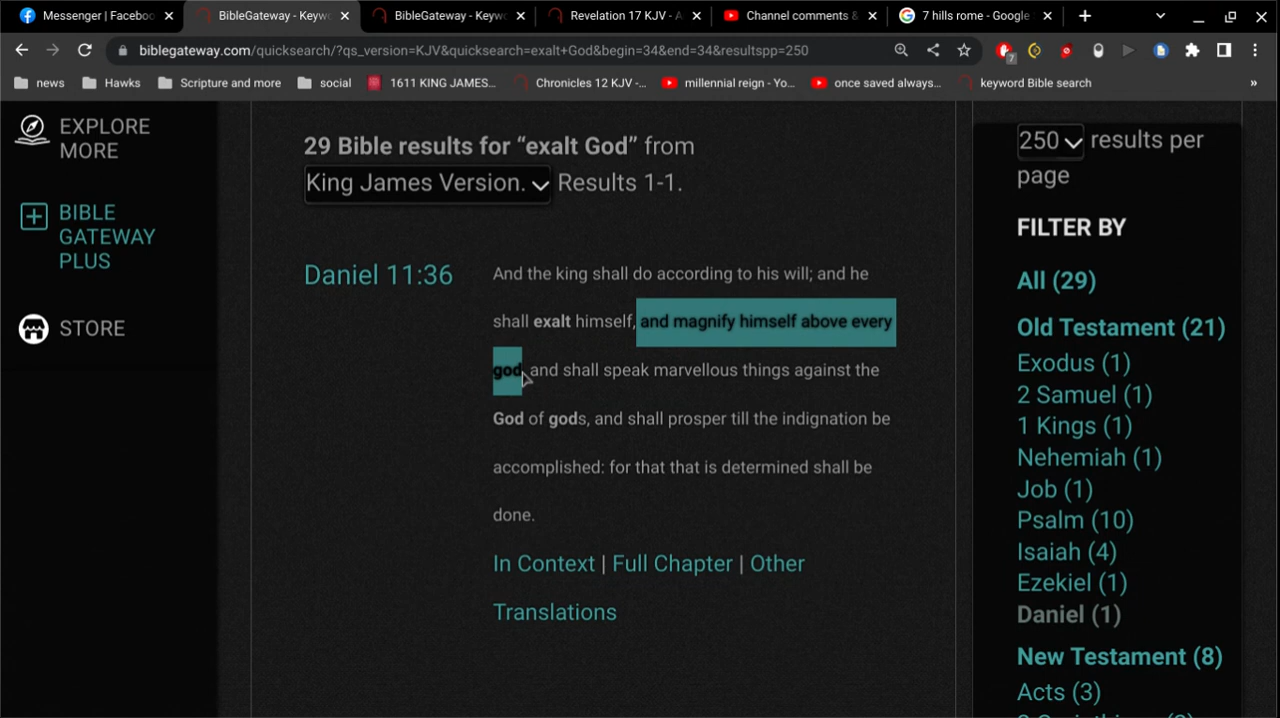 Messenger | Faceboo
BibleGateway - Keyw
BibleGateway - Keyw
Revelation 17 KJV - A
Channel comments &
7 hills rome - Google
biblegateway.com/quicksearch/?qs_version=KJV&quicksearch=exalt+God&begin=34&end=34&resultspp=250
7
news
Hawks
Scripture and more
social
1611 KING JAMES...
Chronicles 12 KJV -...
millennial reign - Yo...
once saved always...
keyword Bible search
»
EXPLORE
MORE
BIBLE
GATEWAY
PLUS
STORE
29 Bible results for “exalt God” from
King James Version. Results 1-1.
Daniel 11:36
And the king shall do according to his will; and he
shall exalt himself, and magnify himself above every
god, and shall speak marvellous things against the
God of gods, and shall prosper till the indignation be
accomplished: for that that is determined shall be
done.
In Context | Full Chapter | Other
Translations
250 results per
page
FILTER BY
All (29)
Old Testament (21)
Exodus (1)
2 Samuel (1)
1 Kings (1)
Nehemiah (1)
Job (1)
Psalm (10)
Isaiah (4)
Ezekiel (1)
Daniel (1)
New Testament (8)
Acts (3)